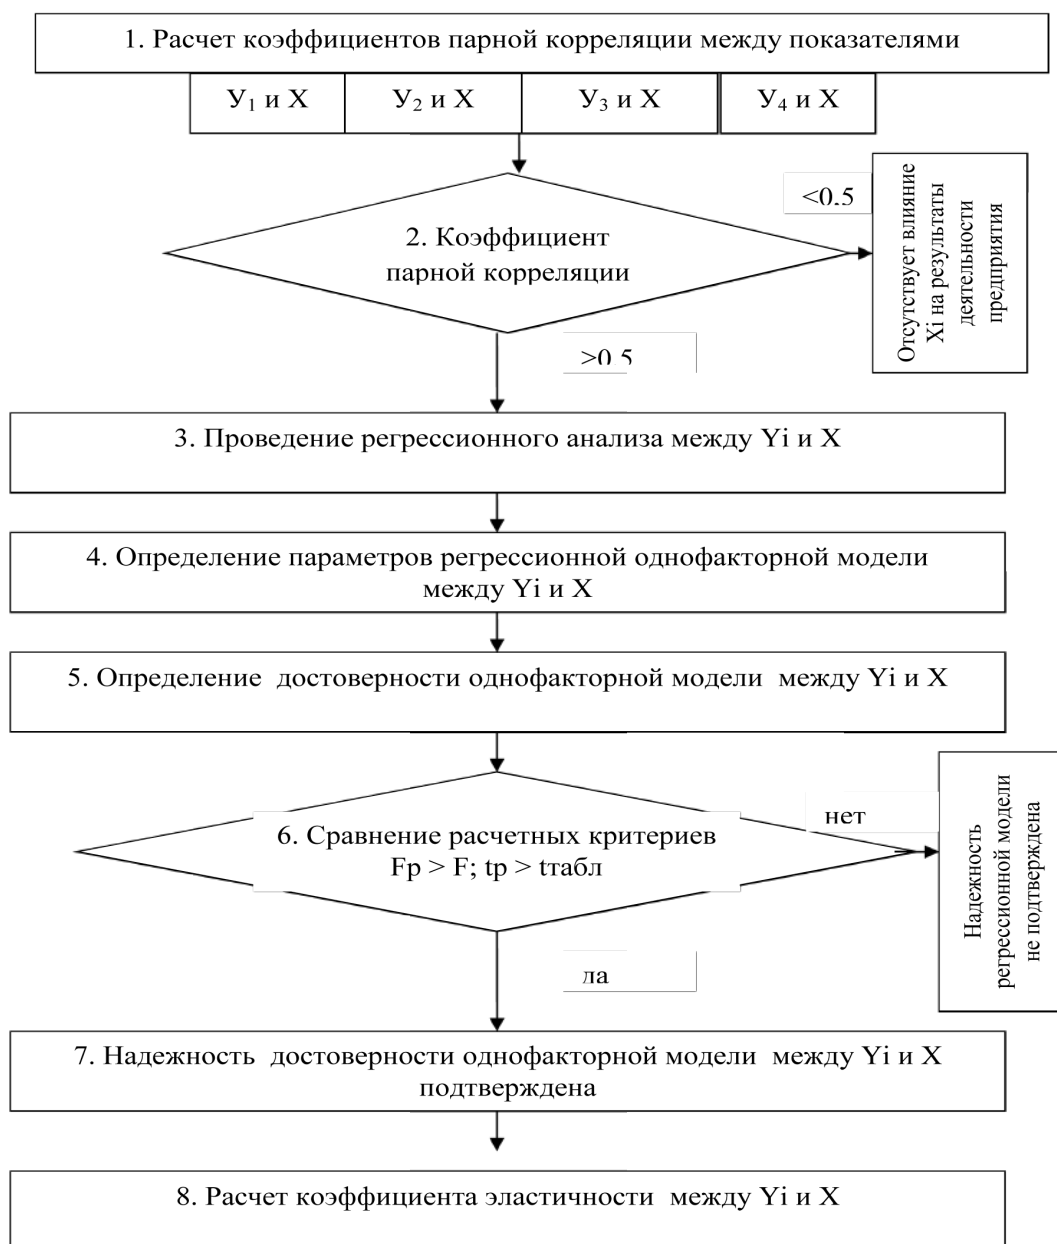 1. Расчет коэффициентов парной корреляции между показателями
У1 и Х
У2 и Х
У3 и Х
У4 и Х
<0.5
Отсутствует влияние
Xi на результаты
деятельности
предприятия
2. Коэффициент
парной корреляции
>0.5
3. Проведение регрессионного анализа между Yi и X
4. Определение параметров регрессионной однофакторной модели
между Yi и X
5. Определение  достоверности однофакторной модели  между Yi и X
нет
Надежность
регрессионной модели
не подтверждена
6. Сравнение расчетных критериев
Fр > F; tр > tтабл
да
7. Надежность  достоверности однофакторной модели  между Yi и X
подтверждена
8. Расчет коэффициента эластичности  между Yi и X